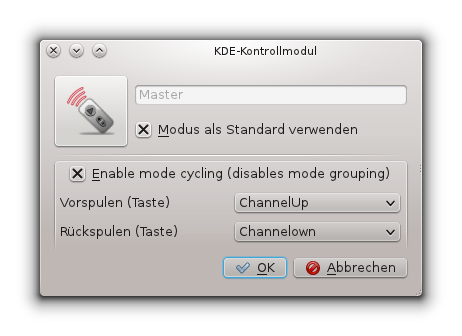 KDE-Kontrollmodul
Master
Modus als Standard verwenden
Enable mode cycling (disables mode grouping)
Vorspulen (Taste) ChannelUp
Rückspulen (Taste) Channelown
OK Abbrechen